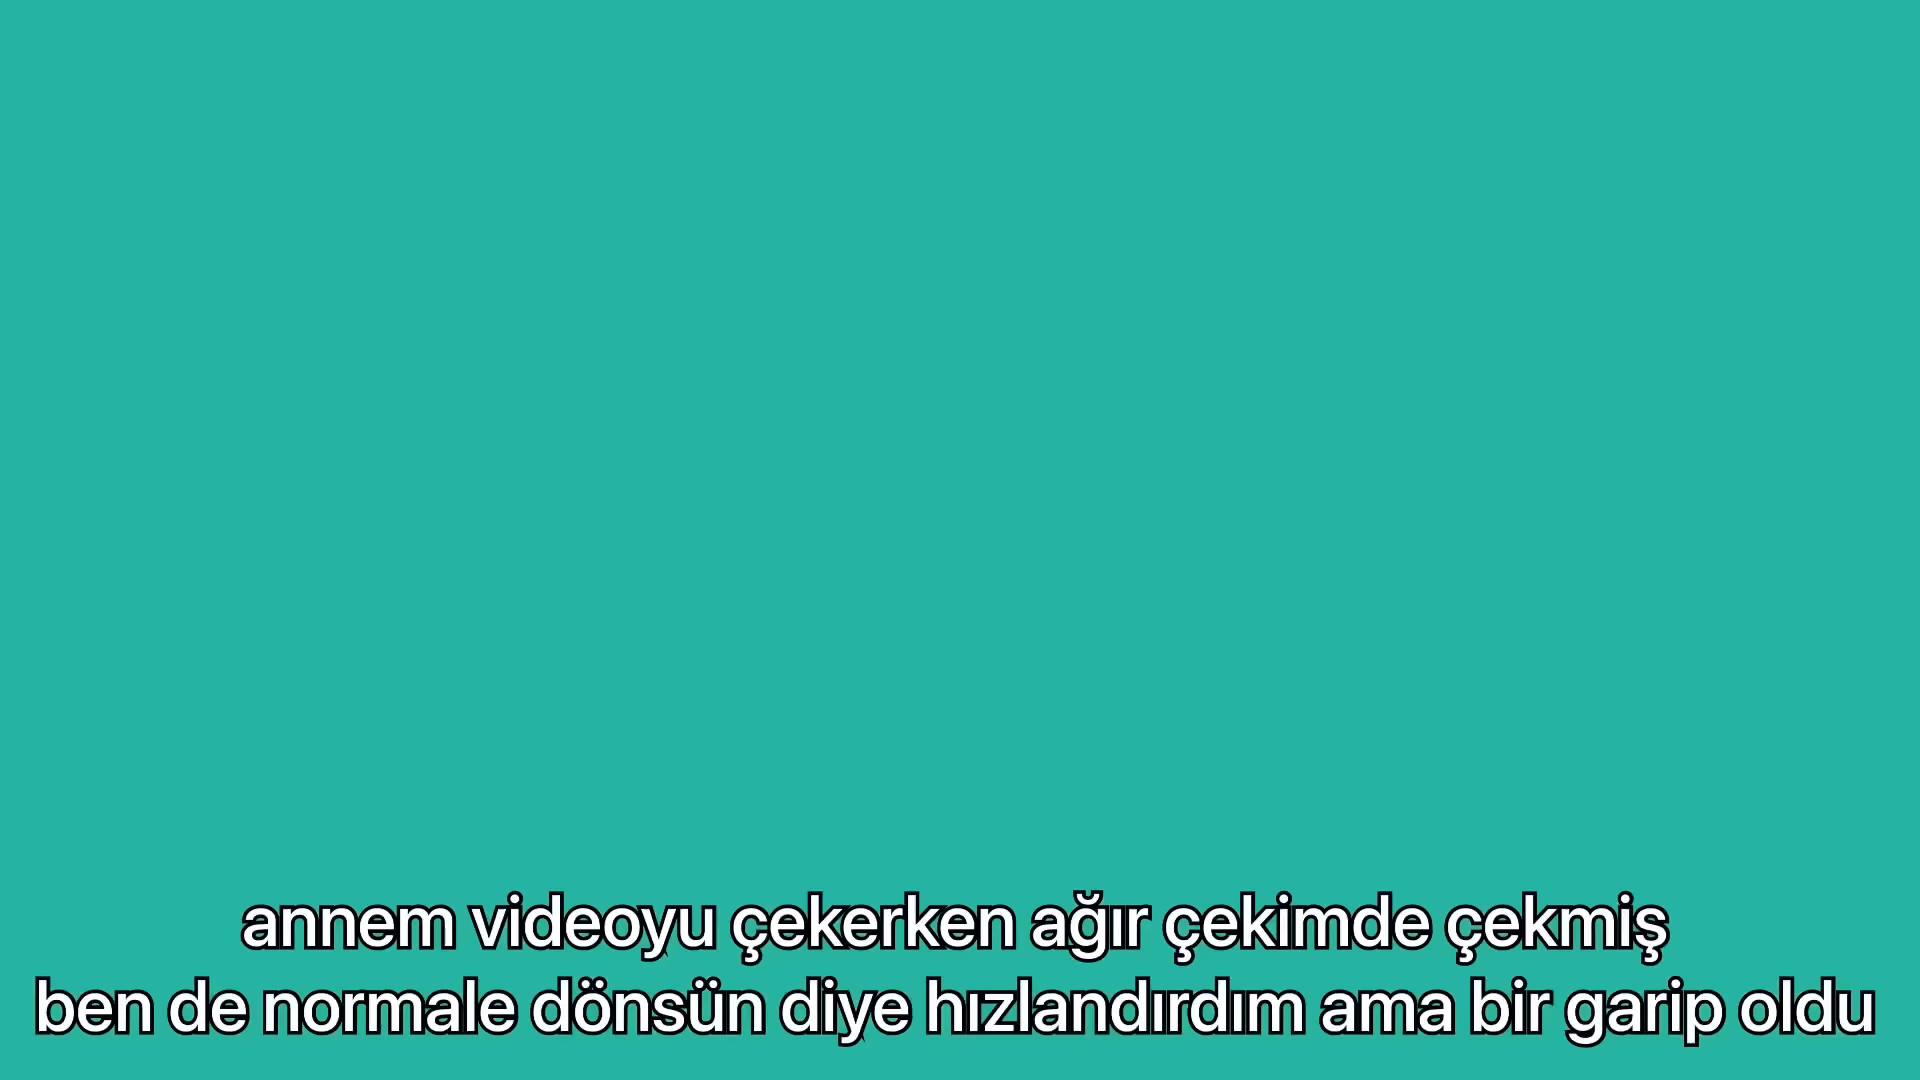 annem videoyu çekerken ağır çekimde çekmiş
ben de normale dönsün diye hızlandırdım ama bir garip oldu